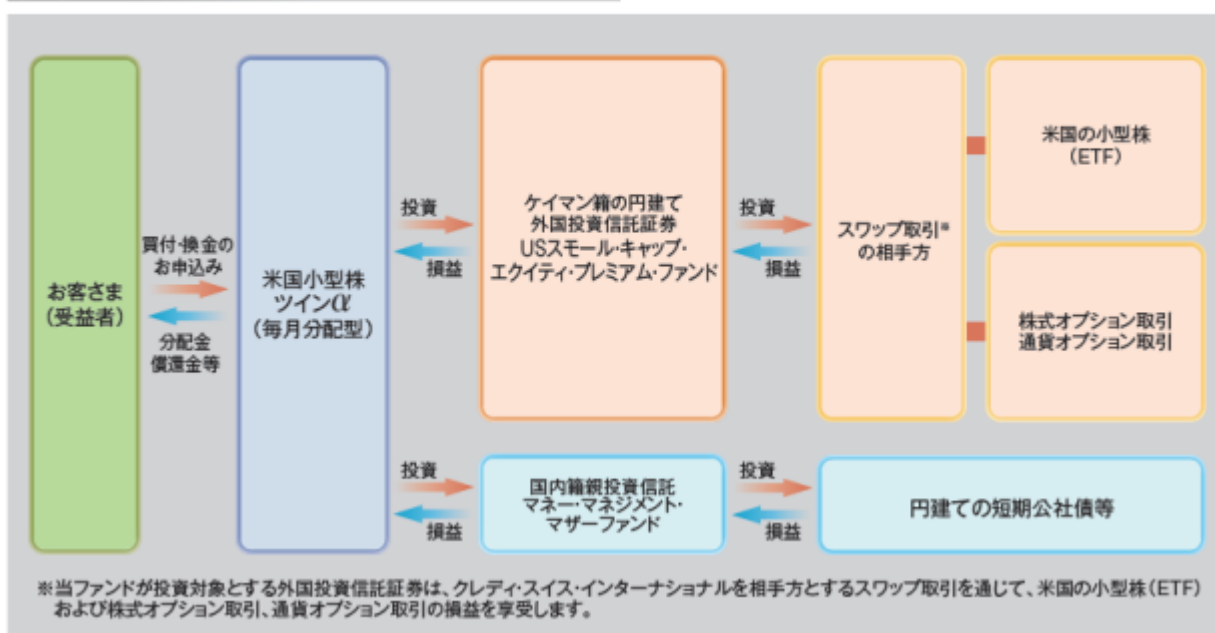 お客さま
(受益者)
買付・換金の
お申込み
分配金
償還金等
米国小型株
ツインα
(毎月分配型)
投資
損益
ケイマン籍の円建て
外国投資信託証券
USスモール・キャップ・
エクイティ・プレミアム・ファンド
投資
損益
スワップ取引※
の相手方
米国の小型株
(ETF)
株式オプション取引
通貨オプション取引
投資
損益
国内籍親投資信託
マネー・マネジメント・
マザーファンド
投資
損益
円建ての短期公社債等
※当ファンドが投資対象とする外国投資信託証券は、クレディ・スイス・インターナショナルを相手方とするスワップ取引を通じて、米国の小型株(ETF)
および株式オプション取引、通貨オプション取引の損益を享受します。